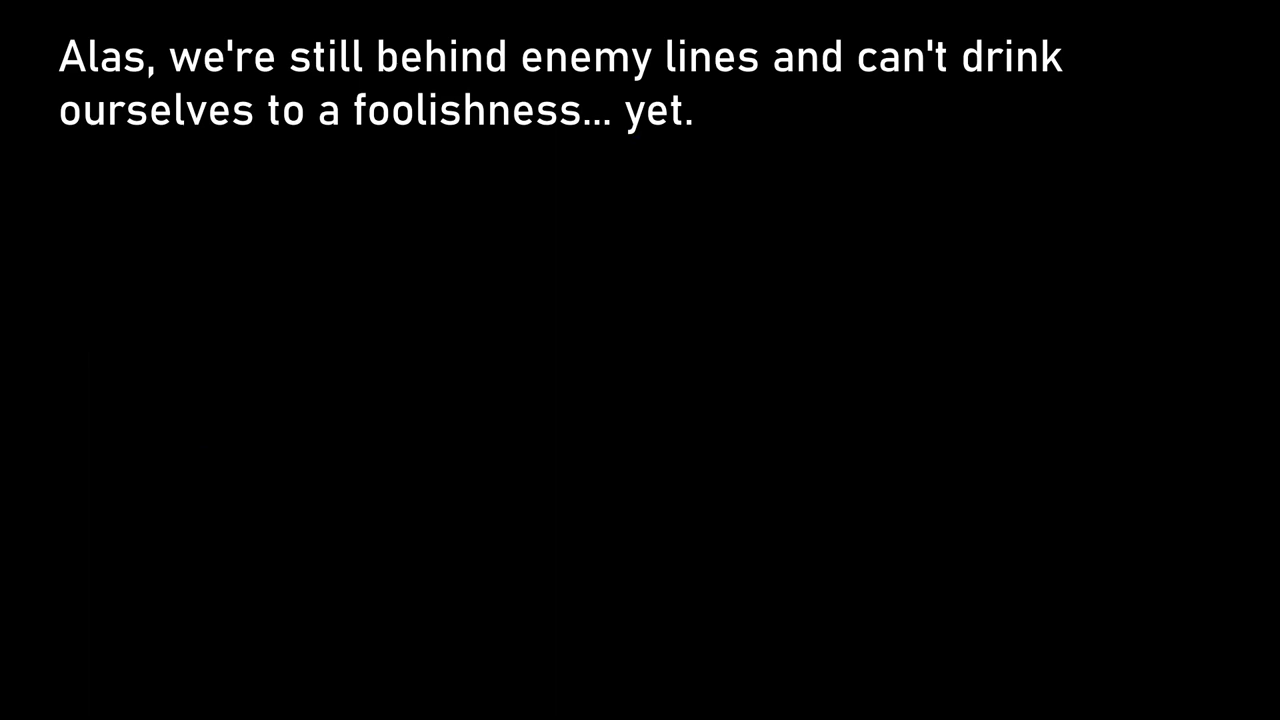 Alas, we're still behind enemy lines and can't drink
ourselves to a foolishness... yet.